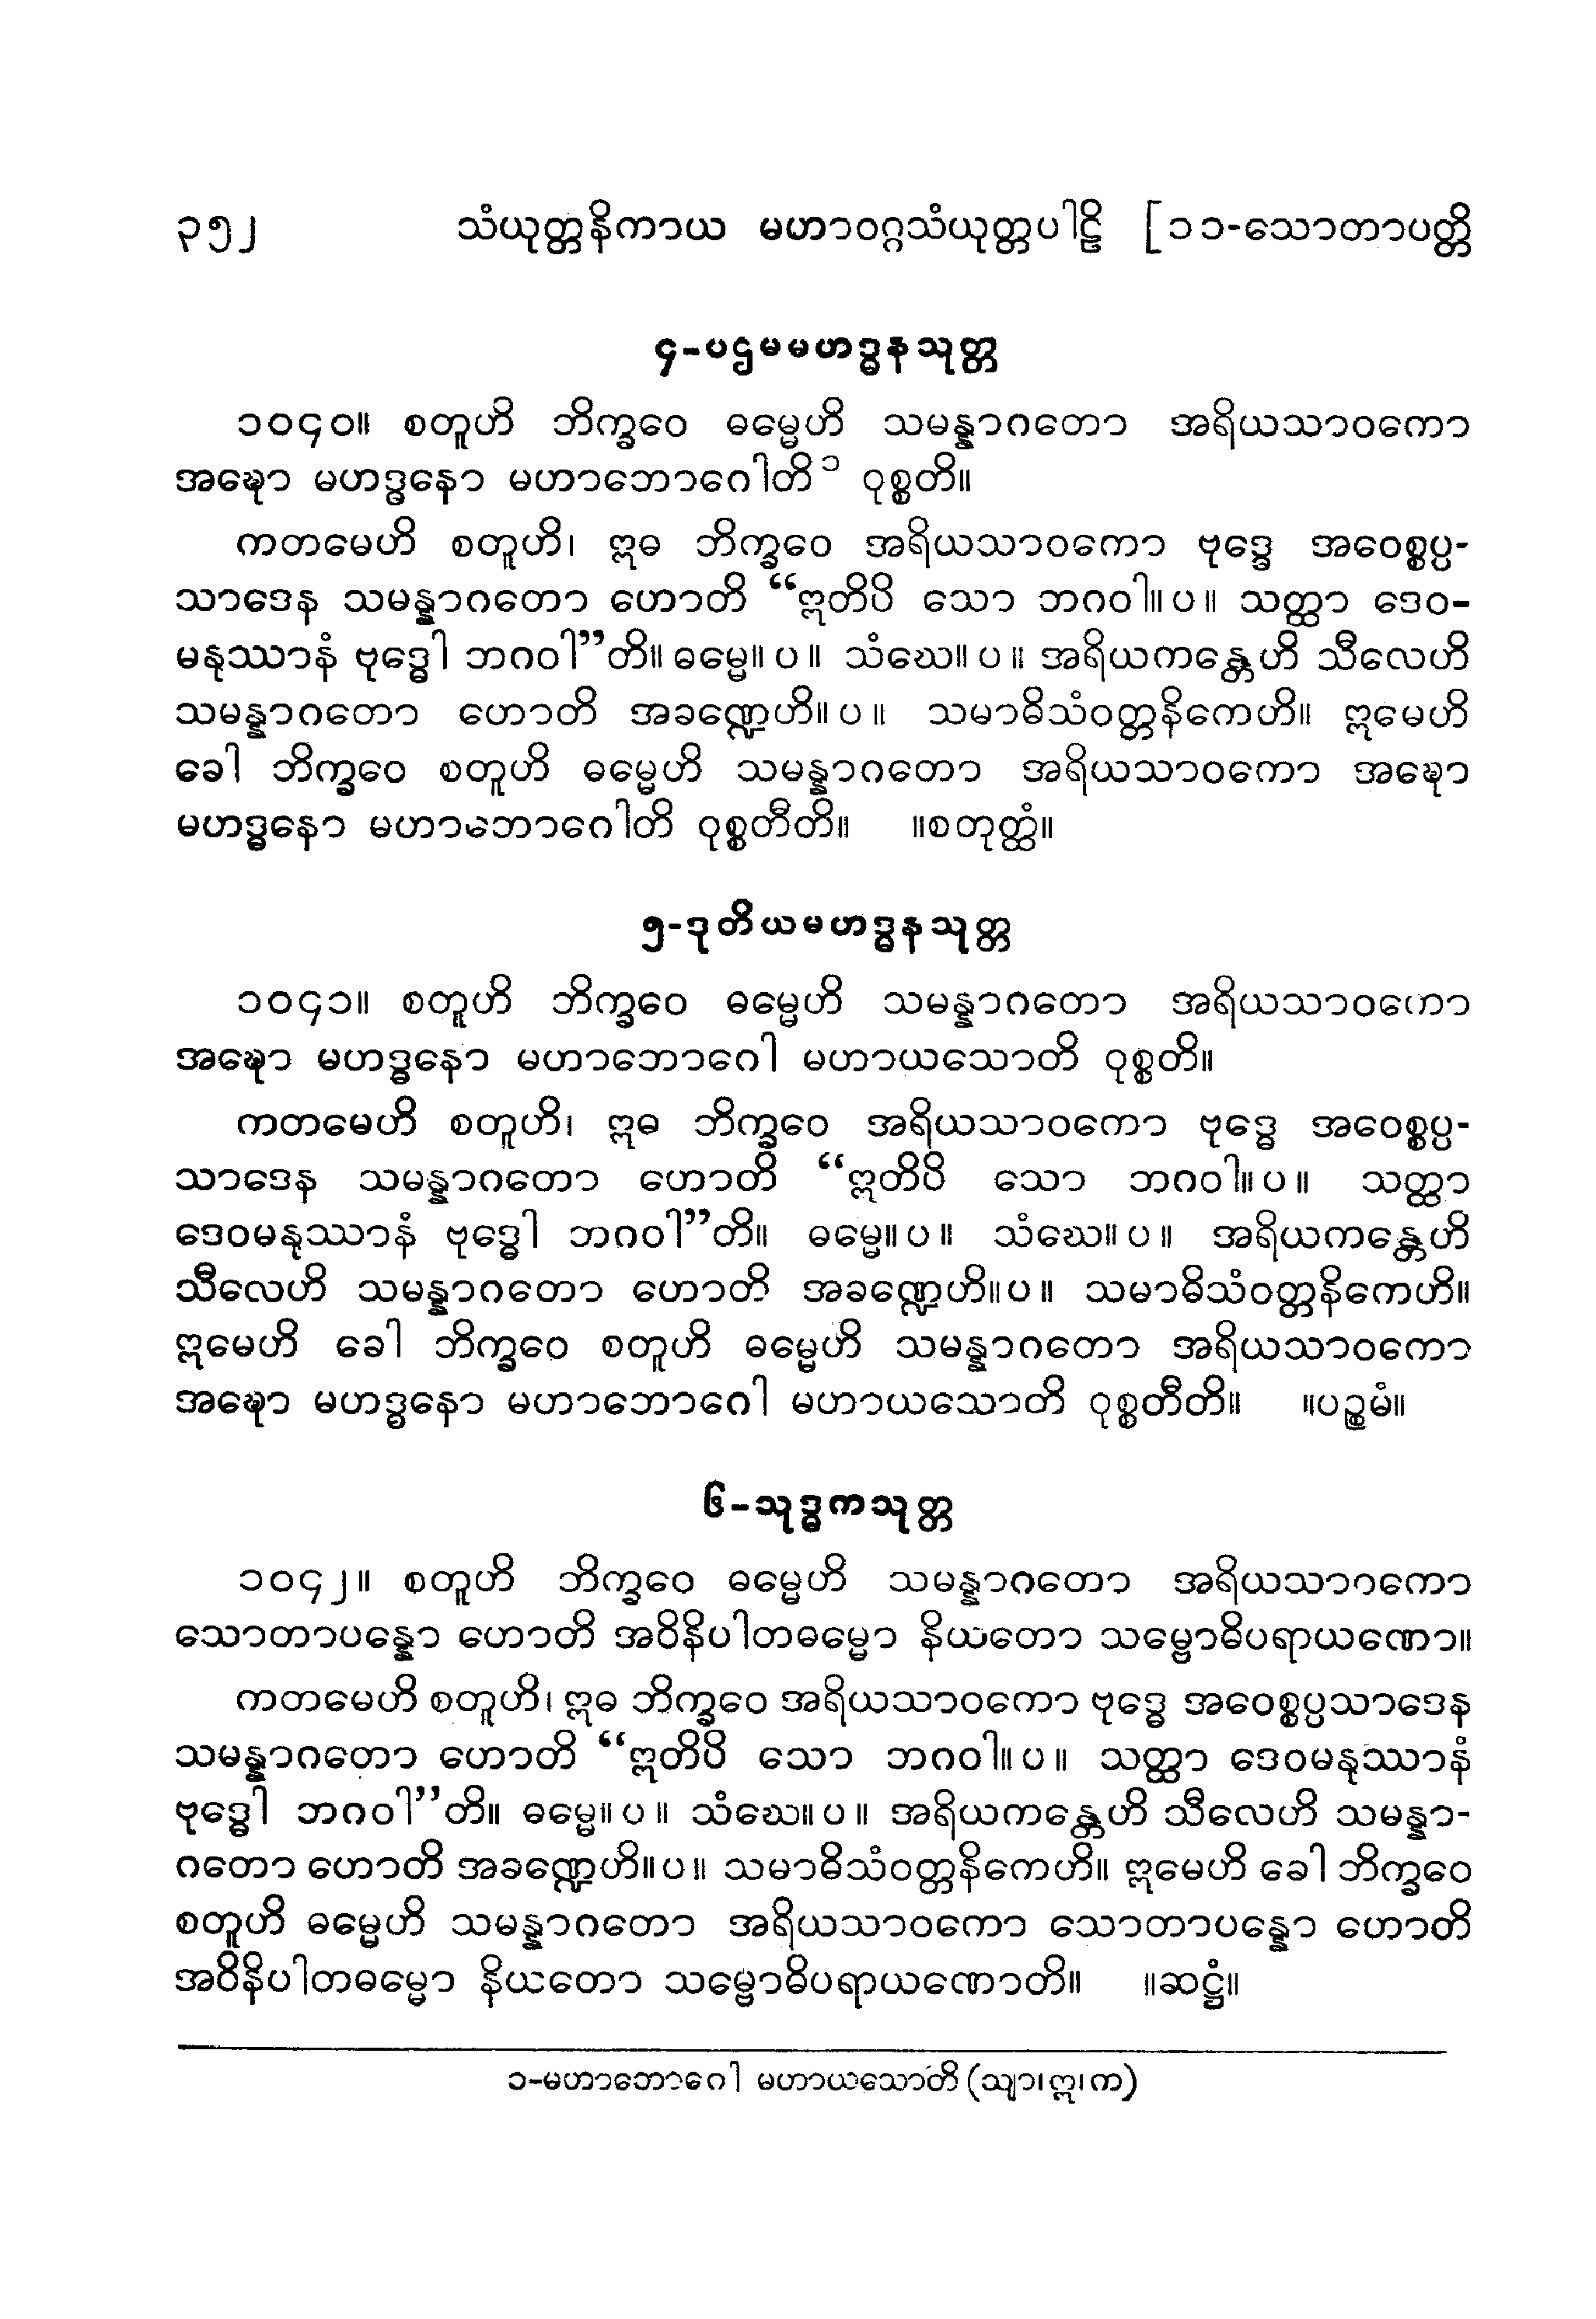 ၃၅၂ သံယုတ္တနိကာယ မဟာဝဂ္ဂသံယုတ္တပါဠိ [၁၁-သောတာပတ္တိ
၄-ပဌမမဟဒ္ဓနသုတ္တ
၁၀၄၀။ စတူဟိ ဘိက္ခဝေ ဓမ္မေဟိ သမန္နာဂတော အရိယသာဝကော
အဍ္ဎော မဟဒ္ဓနော မဟာဘောဂေါတိ ၁ ဝုစ္စတိ။
ကတမေဟိ စတူဟိ၊ ဣဓ ဘိက္ခဝေ အရိယသာဝကော ဗုဒ္ဓေ အဝေစ္စပ္ပ-
သာဒေန သမန္နာဂတော ဟောတိ “ဣတိပိ သော ဘဂဝါ။ ပ ။ သတ္ထာ ဒေဝ-
မနုဿာနံ ဗုဒ္ဓေါ ဘဂဝါ”တိ။ ဓမ္မေ။ ပ ။ သံဃေ။ ပ ။ အရိယကန္တေဟိ သီလေဟိ
သမန္နာဂတော ဟောတိ အခဏ္ဍေဟိ။ ပ ။ သမာဓိသံဝတ္တနိကေဟိ။ ဣမေဟိ
ခေါ ဘိက္ခဝေ စတူဟိ ဓမ္မေဟိ သမန္နာဂတော အရိယသာဝကော အဍ္ဎော
မဟဒ္ဓနော မဟာဘောဂေါတိ ဝုစ္စတီတိ။ ။စတုတ္ထံ။
၅-ဒုတိယမဟဒ္ဓနသုတ္တ
၁၀၄၁။ စတူဟိ ဘိက္ခဝေ ဓမ္မေဟိ သမန္နာဂတော အရိယသာဝကော
အဍ္ဎော မဟဒ္ဓနော မဟာဘောဂေါ မဟာယသောတိ ဝုစ္စတိ။
ကတမေဟိ စတူဟိ၊ ဣဓ ဘိက္ခဝေ အရိယသာဝကော ဗုဒ္ဓေ အဝေစ္စပ္ပ-
သာဒေန သမန္နာဂတော ဟောတိ “ဣတိပိ သော ဘဂဝါ။ ပ ။ သတ္ထာ
ဒေဝမနုဿာနံ ဗုဒ္ဓေါ ဘဂဝါ”တိ။ ဓမ္မေ။ ပ ။ သံဃေ။ ပ ။ အရိယကန္တေဟိ
သီလေဟိ သမန္နာဂတော ဟောတိ အခဏ္ဍေဟိ။ ပ ။ သမာဓိသံဝတ္တနိကေဟိ။
ဣမေဟိ ခေါ ဘိက္ခဝေ စတူဟိ ဓမ္မေဟိ သမန္နာဂတော အရိယသာဝကော
အဍ္ဎော မဟဒ္ဓနော မဟာဘောဂေါ မဟာယသောတိ ဝုစ္စတီတိ။ ။ပဉ္စမံ။
၆-သုဒ္ဓကသုတ္တ
၁၀၄၂။ စတူဟိ ဘိက္ခဝေ ဓမ္မေဟိ သမန္နာဂတော အရိယသာဝကော
သောတာပန္နော ဟောတိ အဝိနိပါတဓမ္မော နိယတော သမ္ဗောဓိပရာယဏော။
ကတမေဟိ စတူဟိ၊ ဣဓ ဘိက္ခဝေ အရိယသာဝကော ဗုဒ္ဓေ အဝေစ္စပ္ပသာဒေန
သမန္နာဂတော ဟောတိ “ဣတိပိ သော ဘဂဝါ။ ပ ။ သတ္ထာ ဒေဝမနုဿာနံ
ဗုဒ္ဓေါ ဘဂဝါ”တိ။ ဓမ္မေ။ ပ ။ သံဃေ။ ပ ။ အရိယကန္တေဟိ သီလေဟိ သမန္နာ-
ဂတော ဟောတိ အခဏ္ဍေဟိ။ ပ ။ သမာဓိသံဝတ္တနိကေဟိ။ ဣမေဟိ ခေါ ဘိက္ခဝေ
စတူဟိ ဓမ္မေဟိ သမန္နာဂတော အရိယသာဝကော သောတာပန္နော ဟောတိ
အဝိနိပါတဓမ္မော နိယတော သမ္ဗောဓိပရာယဏောတိ။ ။ဆဋ္ဌံ။
၁-မဟာဘောဂေါ မဟာယသောတိ (သျာ၊ ဣ၊ က)